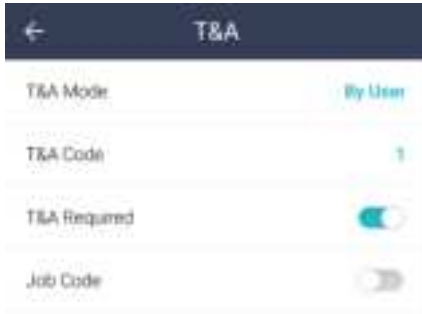 T&A
T&A Mode By User
T&A Code 1
T&A Required
Job Code